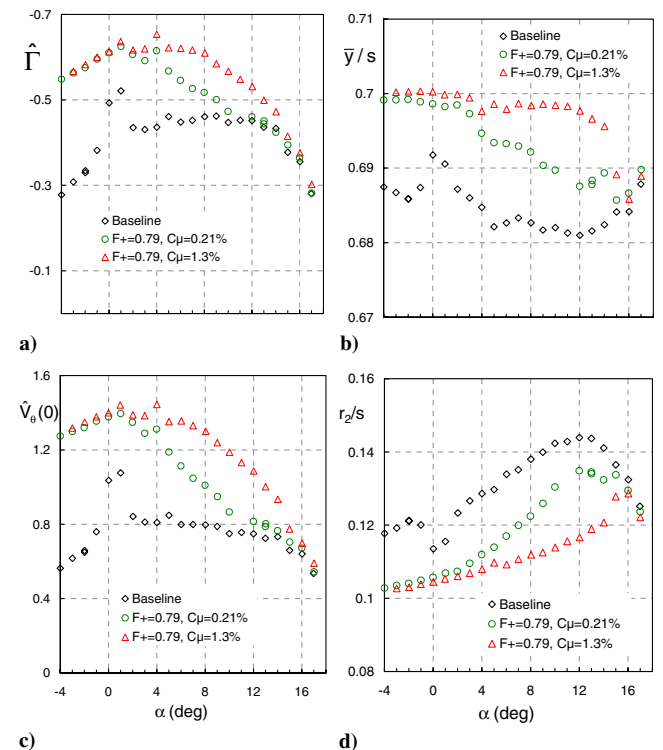 a)
-0.7
-0.5
-0.3
-0.1
Γ̂
Baseline
F+=0.79, Cμ=0.21%
F+=0.79, Cμ=1.3%
b)
0.71
0.7
0.69
0.68
0.67
y̅/s
Baseline
F+=0.79, Cμ=0.21%
F+=0.79, Cμ=1.3%
c)
1.6
1.2
0.8
0.4
0
V̂θ(0)
Baseline
F+=0.79, Cμ=0.21%
F+=0.79, Cμ=1.3%
-4 0 4 8 12 16
α (deg)
d)
0.16
0.14
0.12
0.1
0.08
r₂/s
Baseline
F+=0.79, Cμ=0.21%
F+=0.79, Cμ=1.3%
-4 0 4 8 12 16
α (deg)